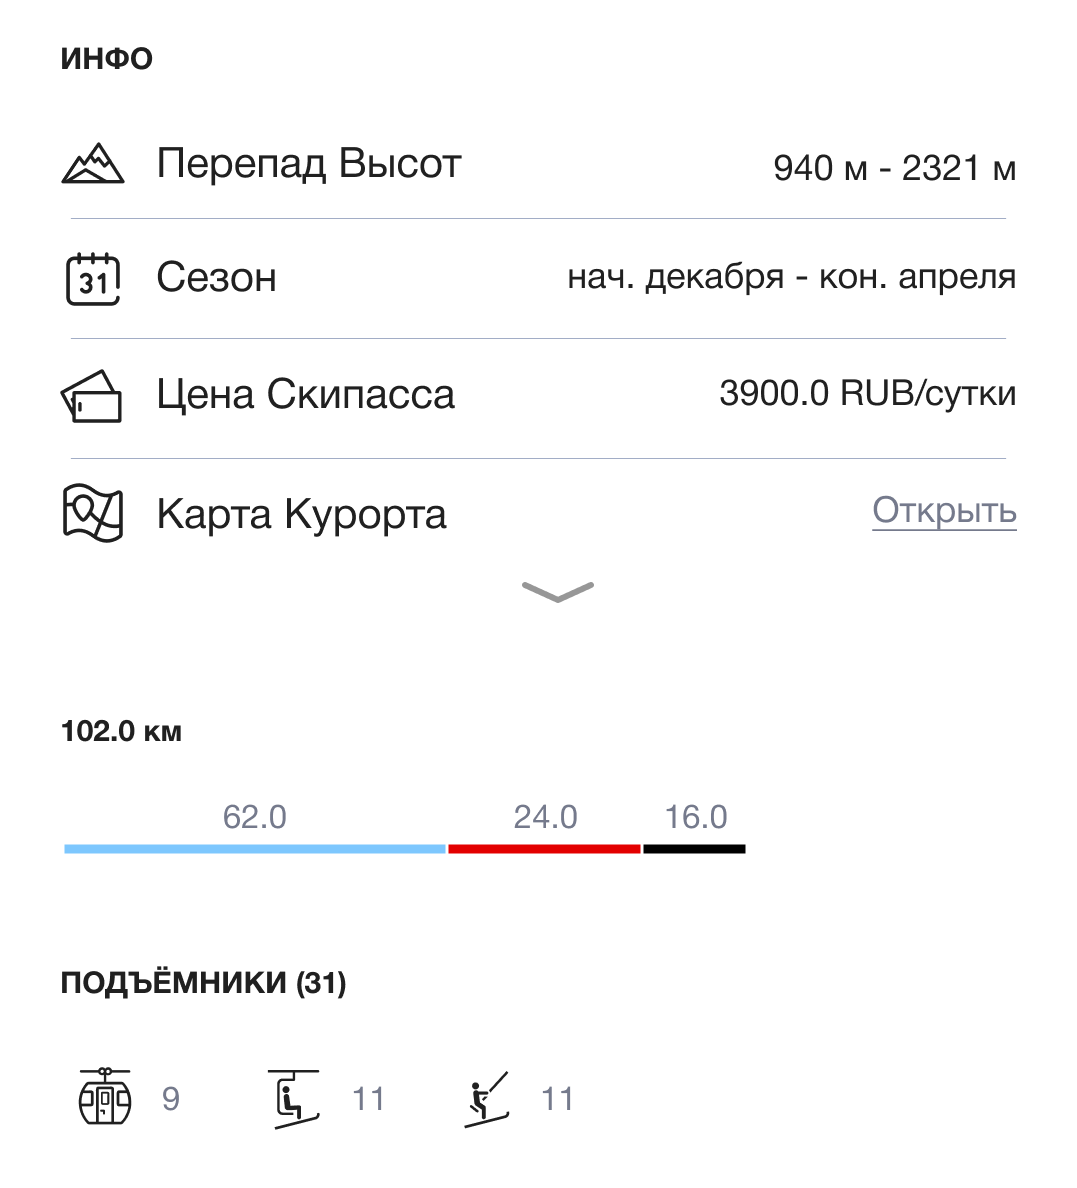 ИНФО
Перепад Высот 940 м - 2321 м
31 Сезон нач. декабря - кон. апреля
Цена Скипасса 3900.0 RUB/сутки
Карта Курорта Открыть
102.0 км
62.0 24.0 16.0
ПОДЪЁМНИКИ (31)
9 11 11